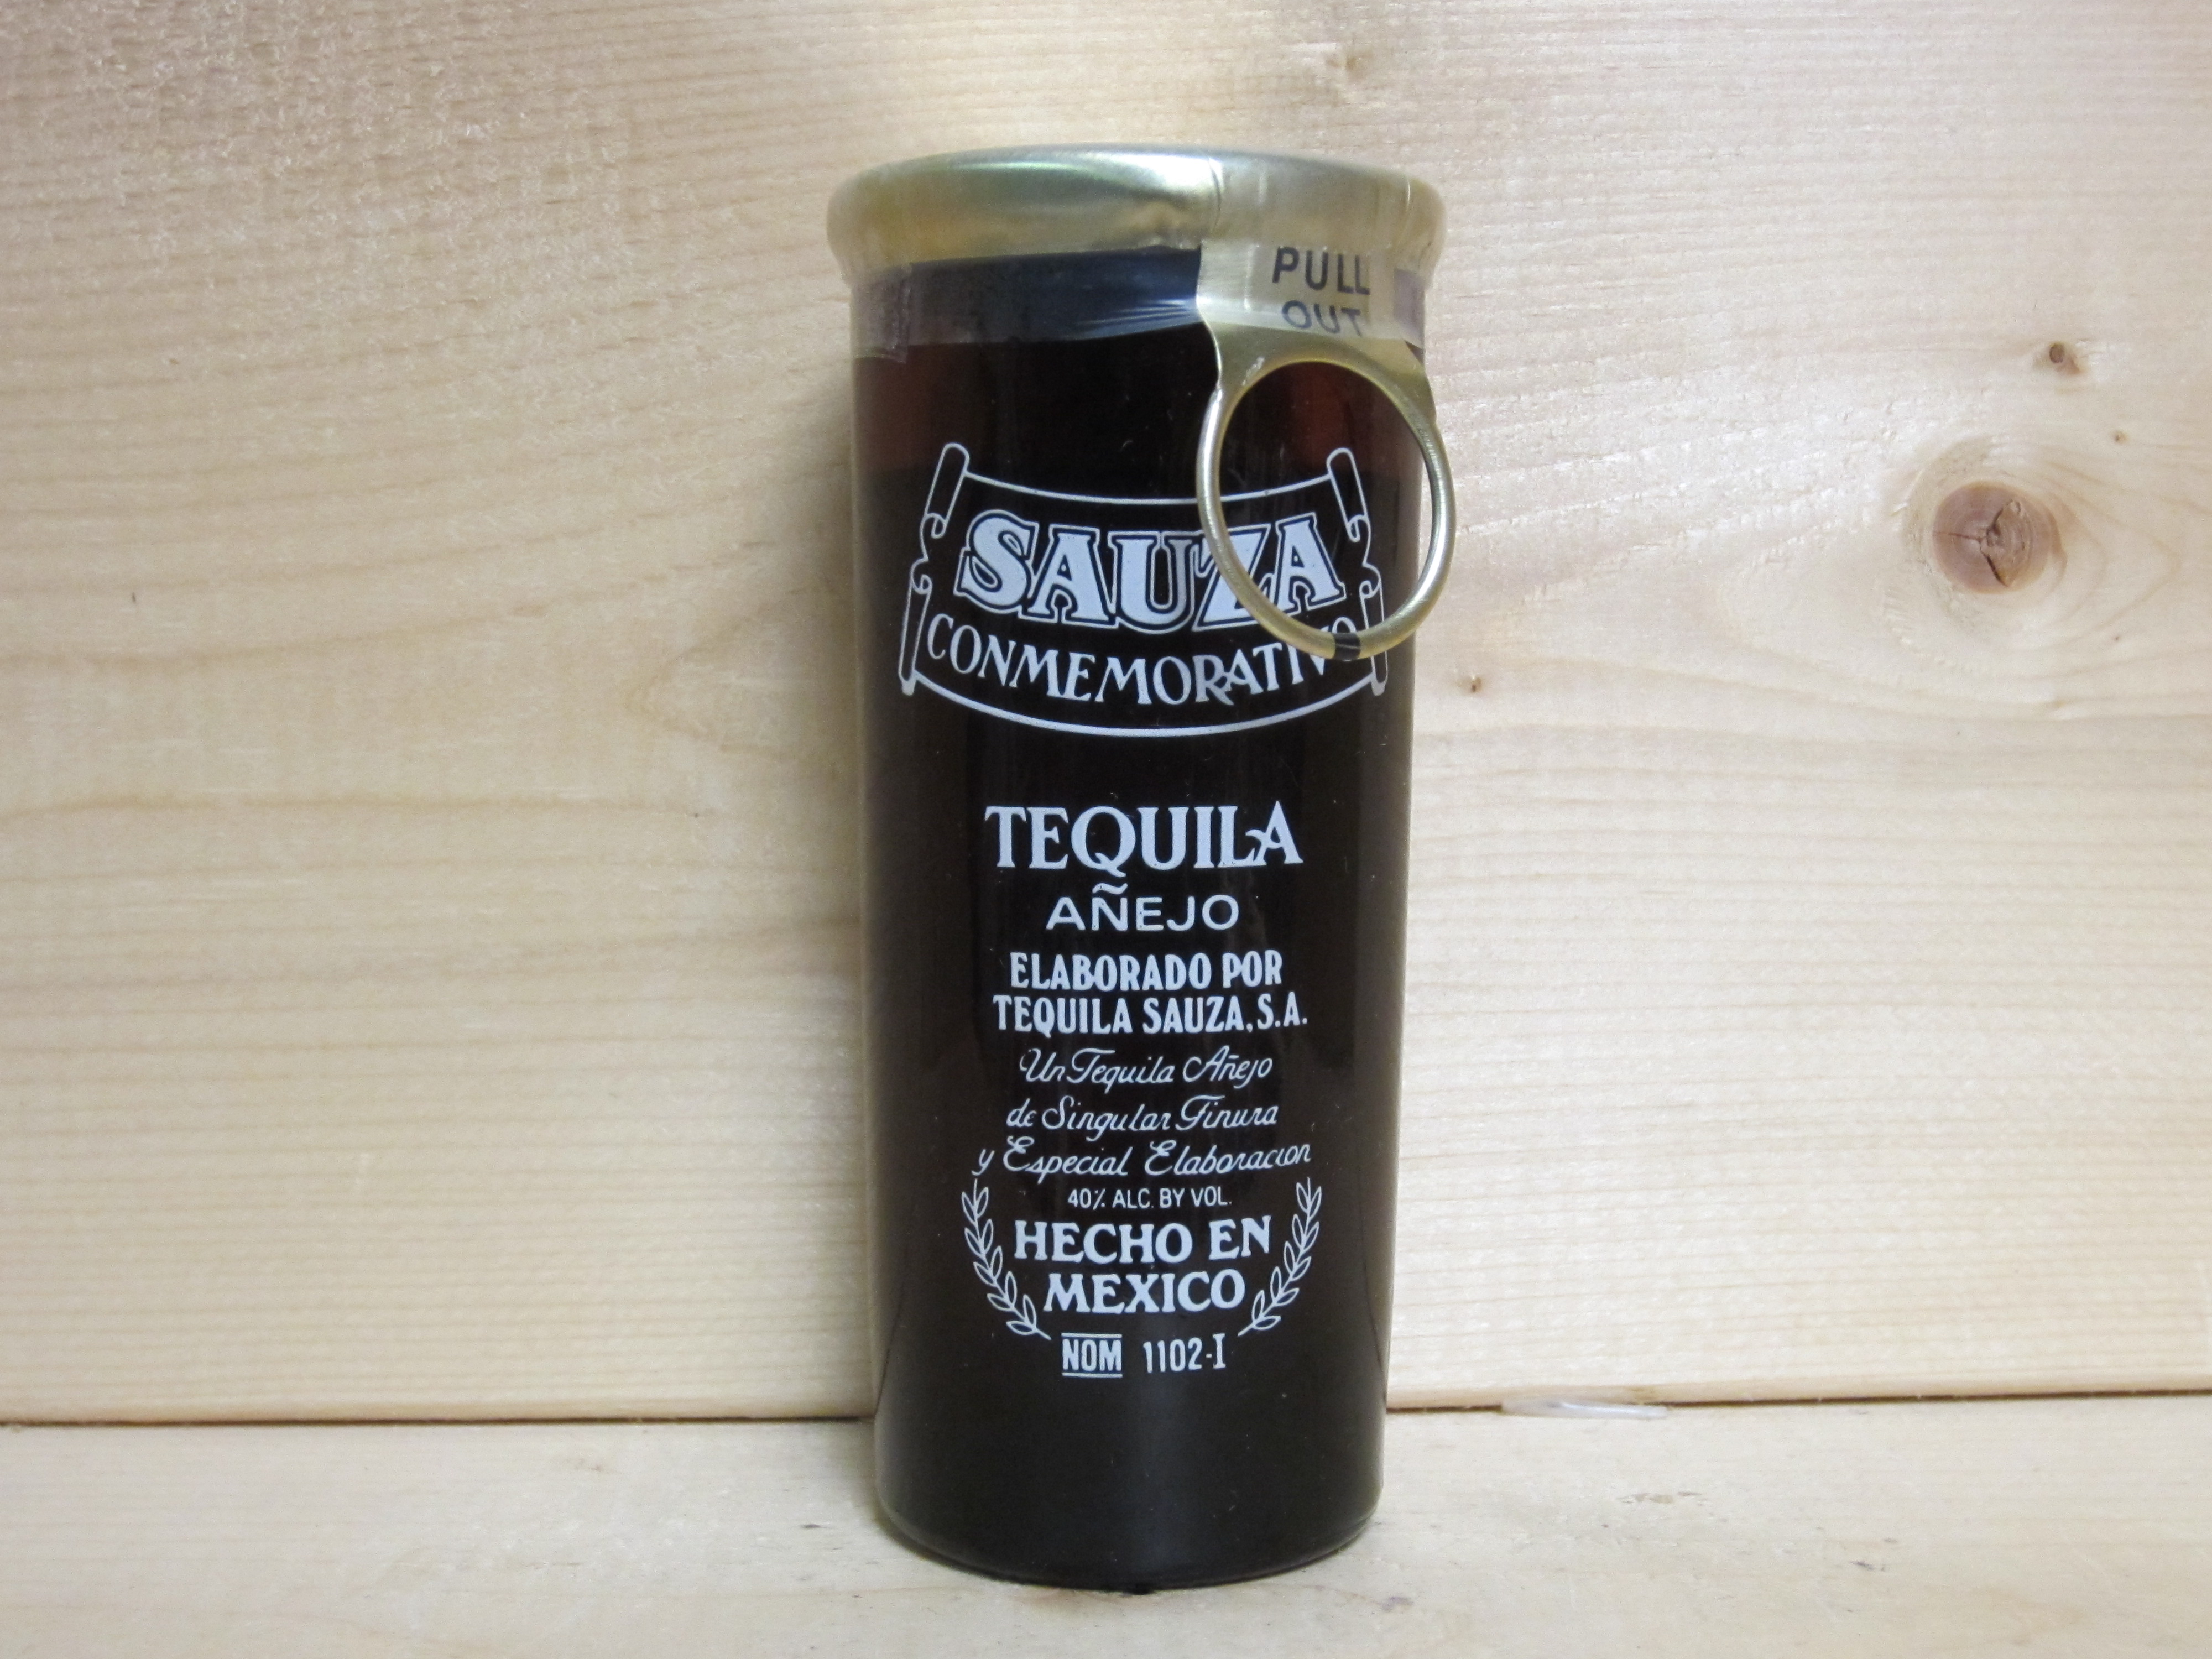 PULL
OUT
SAUZA
CONMEMORATIVO
TEQUILA
AÑEJO
ELABORADO POR
TEQUILA SAUZA, S.A.
Un Tequila Añejo
de Singular Finura
y Especial Elaboracion
40% ALC. BY VOL.
HECHO EN
MEXICO
NOM 1102-I